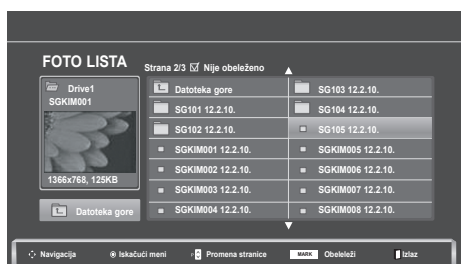 FOTO LISTA
Strana 2/3 ☑ Nije obeleženo
Drive1
SGKIM001
1366x768, 125KB
Datoteka gore
Datoteka gore
SG101 12.2.10.
SG102 12.2.10.
SGKIM001 12.2.10.
SGKIM002 12.2.10.
SGKIM003 12.2.10.
SGKIM004 12.2.10.
SG103 12.2.10.
SG104 12.2.10.
SG105 12.2.10.
SGKIM005 12.2.10.
SGKIM006 12.2.10.
SGKIM007 12.2.10.
SGKIM008 12.2.10.
Navigacija
Iskačući meni
P Promena stranice
MARK Obeleleži
Izlaz